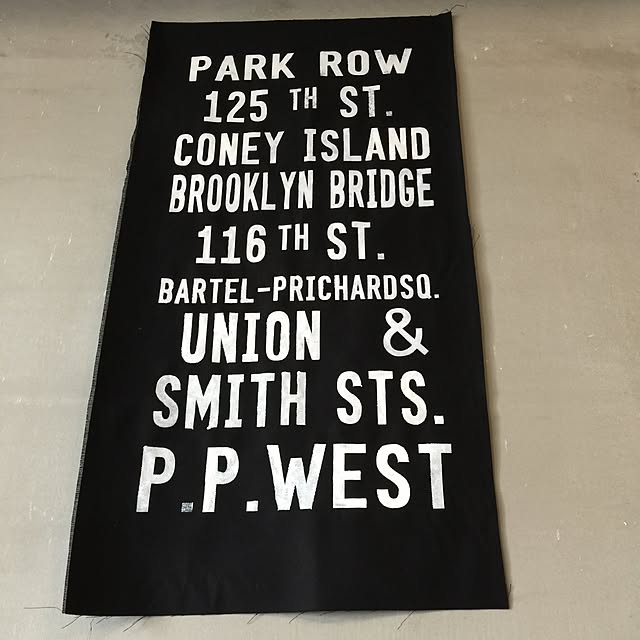 PARK ROW
125 TH ST.
CONEY ISLAND
BROOKLYN BRIDGE
116 TH ST.
BARTEL-PRICHARDSQ.
UNION &
SMITH STS.
P.P.WEST